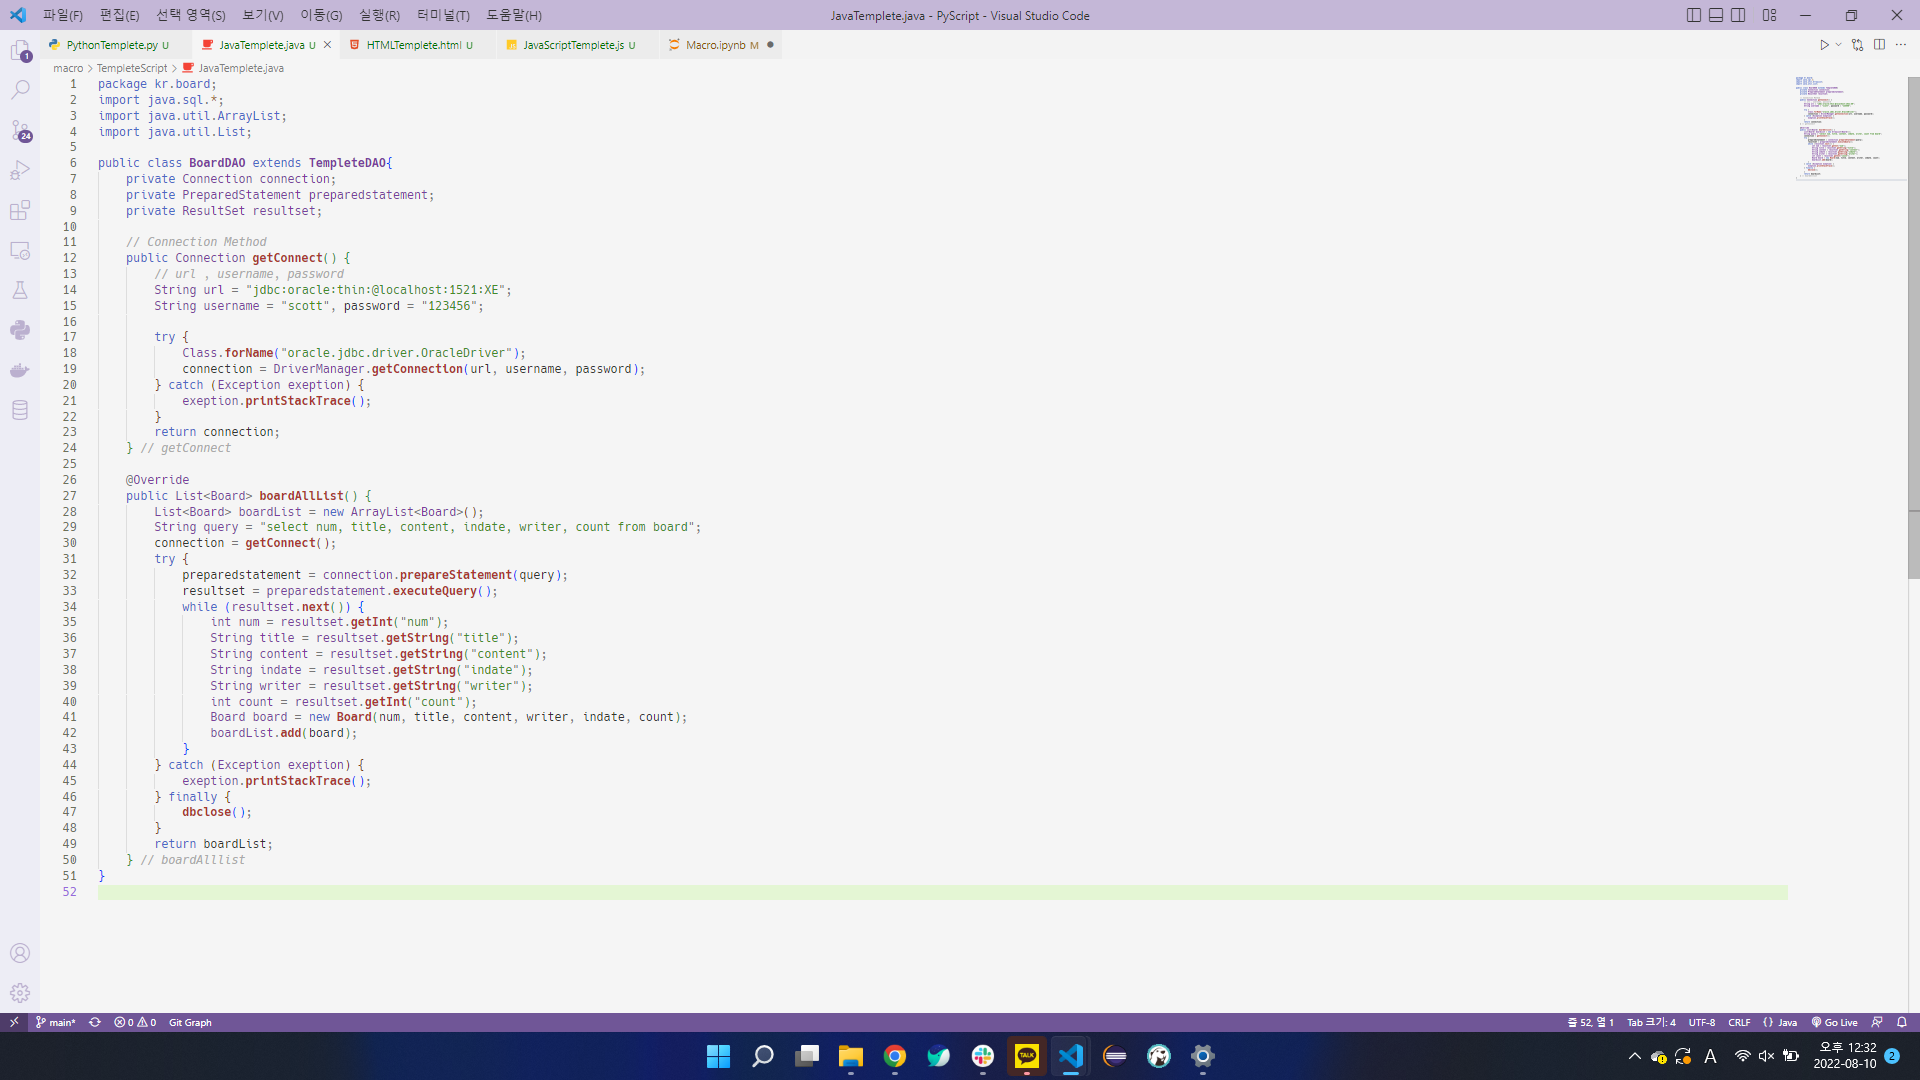 파일(F) 편집(E) 선택 영역(S) 보기(V) 이동(G) 실행(R) 터미널(T) 도움말(H) JavaTemplete.java - PyScript - Visual Studio Code
PythonTemplete.py U JavaTemplete.java U HTMLTemplete.html U JavaScriptTemplete.js U Macro.ipynb M
macro > TempleteScript > JavaTemplete.java
1 package kr.board;
2 import java.sql.*;
3 import java.util.ArrayList;
4 import java.util.List;
5
6 public class BoardDAO extends TempleteDAO{
7 private Connection connection;
8 private PreparedStatement preparedstatement;
9 private ResultSet resultset;
10
11 // Connection Method
12 public Connection getConnect() {
13 // url , username, password
14 String url = "jdbc:oracle:thin:@localhost:1521:XE";
15 String username = "scott", password = "123456";
16
17 try {
18 Class.forName("oracle.jdbc.driver.OracleDriver");
19 connection = DriverManager.getConnection(url, username, password);
20 } catch (Exception exeption) {
21 exeption.printStackTrace();
22 }
23 return connection;
24 } // getConnect
25
26 @Override
27 public List<Board> boardAllList() {
28 List<Board> boardList = new ArrayList<Board>();
29 String query = "select num, title, content, indate, writer, count from board";
30 connection = getConnect();
31 try {
32 preparedstatement = connection.prepareStatement(query);
33 resultset = preparedstatement.executeQuery();
34 while (resultset.next()) {
35 int num = resultset.getInt("num");
36 String title = resultset.getString("title");
37 String content = resultset.getString("content");
38 String indate = resultset.getString("indate");
39 String writer = resultset.getString("writer");
40 int count = resultset.getInt("count");
41 Board board = new Board(num, title, content, writer, indate, count);
42 boardList.add(board);
43 }
44 } catch (Exception exeption) {
45 exeption.printStackTrace();
46 } finally {
47 dbclose();
48 }
49 return boardList;
50 } // boardAlllist
51 }
52
1
24
main* 0 0 Git Graph 줄 52, 열 1 Tab 크기: 4 UTF-8 CRLF {} Java Go Live
TALK
A 오후 12:32
2022-08-10 2